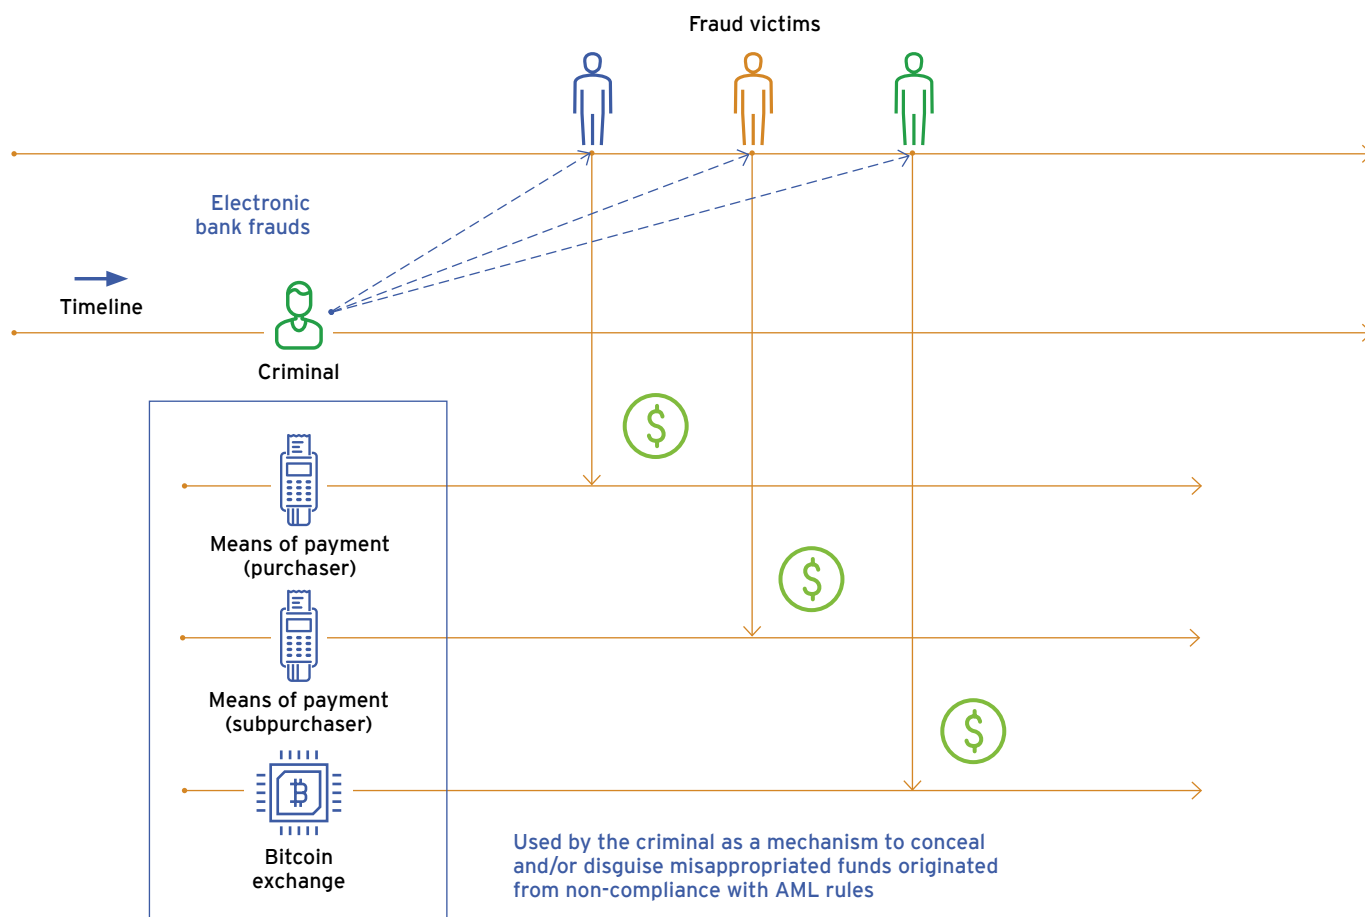 Fraud victims
Electronic
bank frauds
Timeline
Criminal
$
Means of payment
(purchaser)
$
Means of payment
(subpurchaser)
$
Bitcoin
exchange
Used by the criminal as a mechanism to conceal
and/or disguise misappropriated funds originated
from non-compliance with AML rules